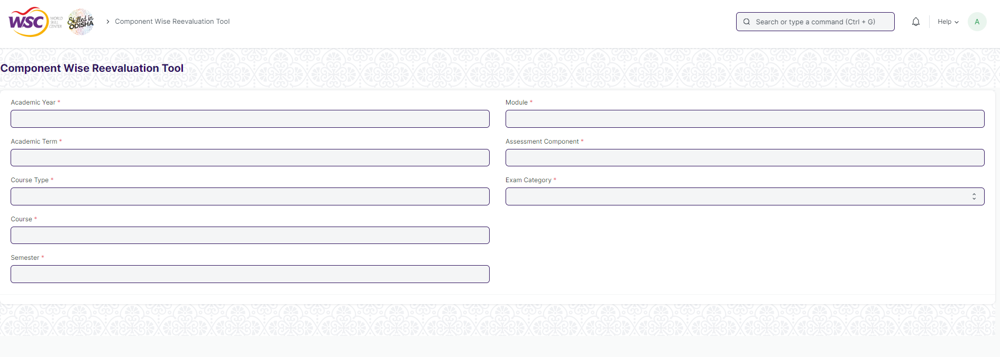 WSC
WORLD
SKILL
CENTER
Skilled in
ODISHA
Component Wise Reevaluation Tool
Search or type a command (Ctrl + G)
Help
A
Component Wise Reevaluation Tool
Academic Year *
Academic Term *
Course Type *
Course *
Semester *
Module *
Assessment Component *
Exam Category *